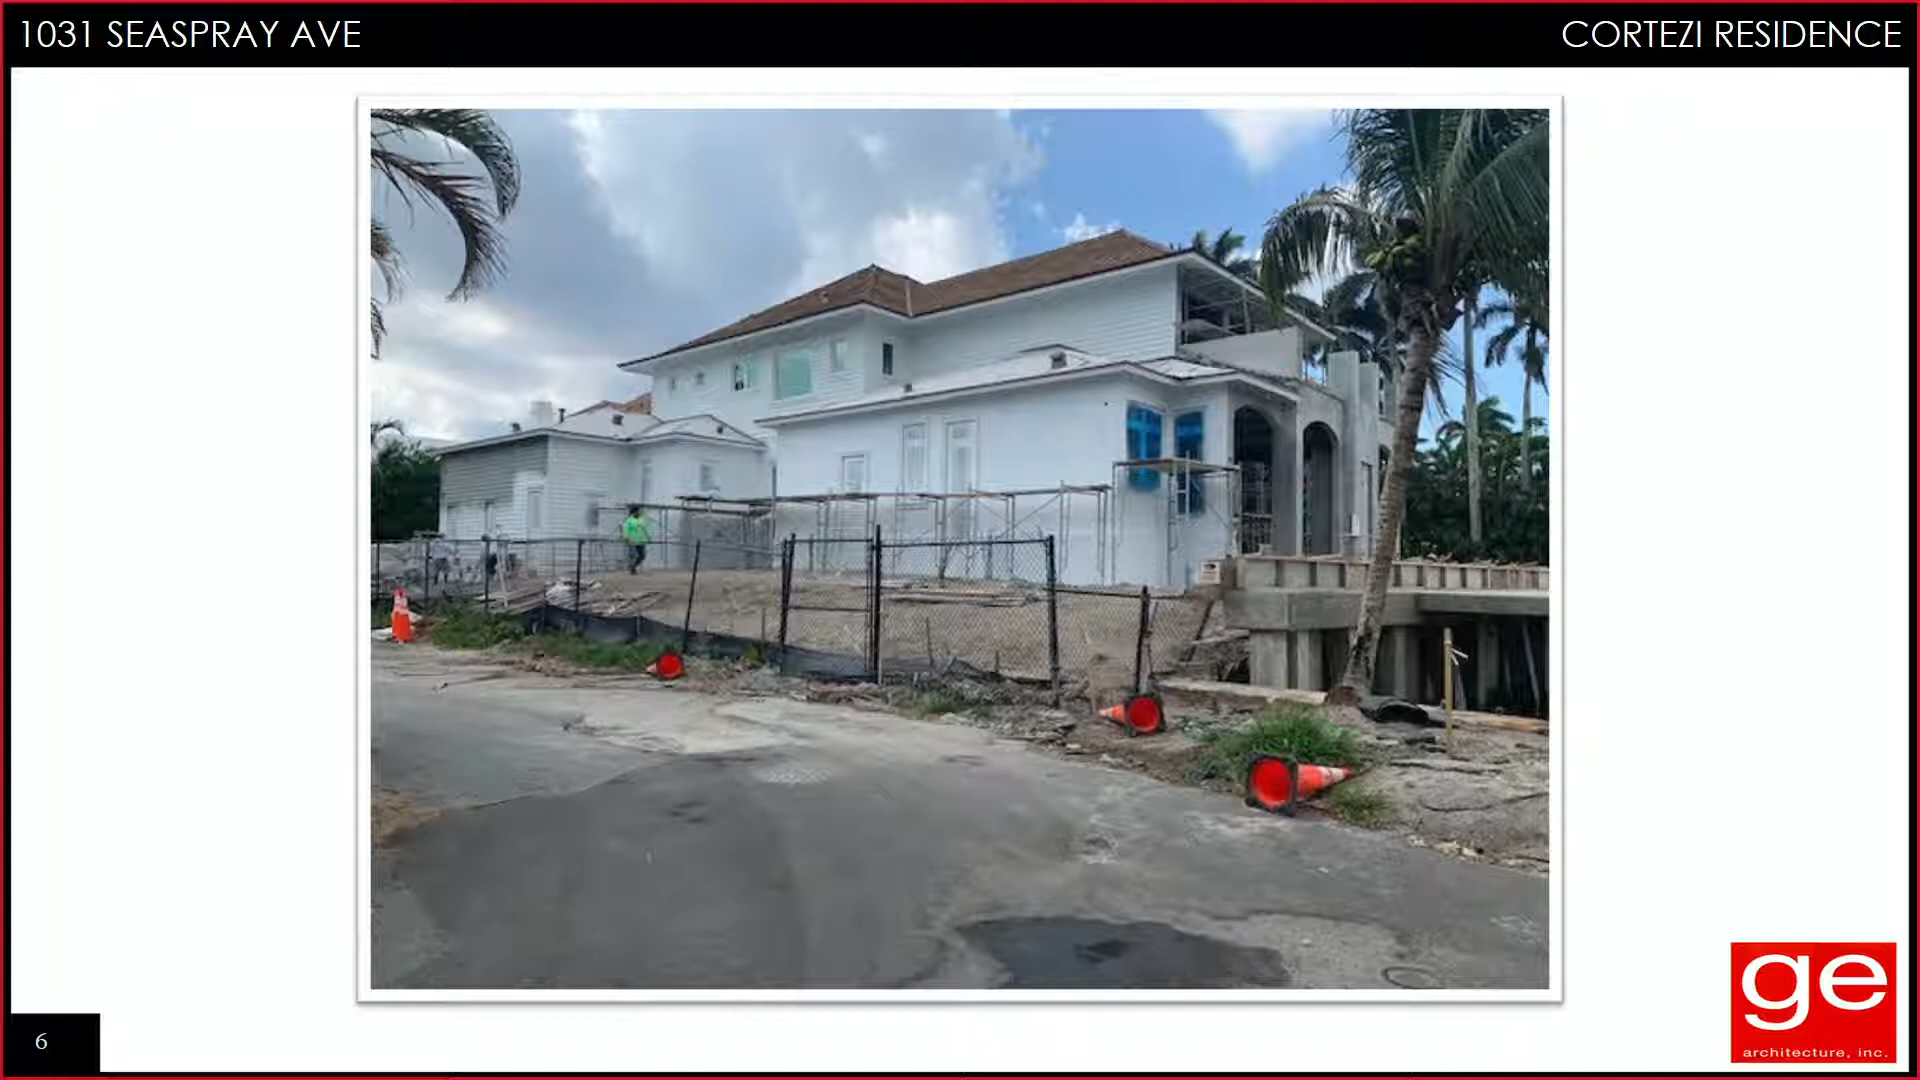 1031 SEASPRAY AVE
CORTEZI RESIDENCE
6
ge
architecture, inc.